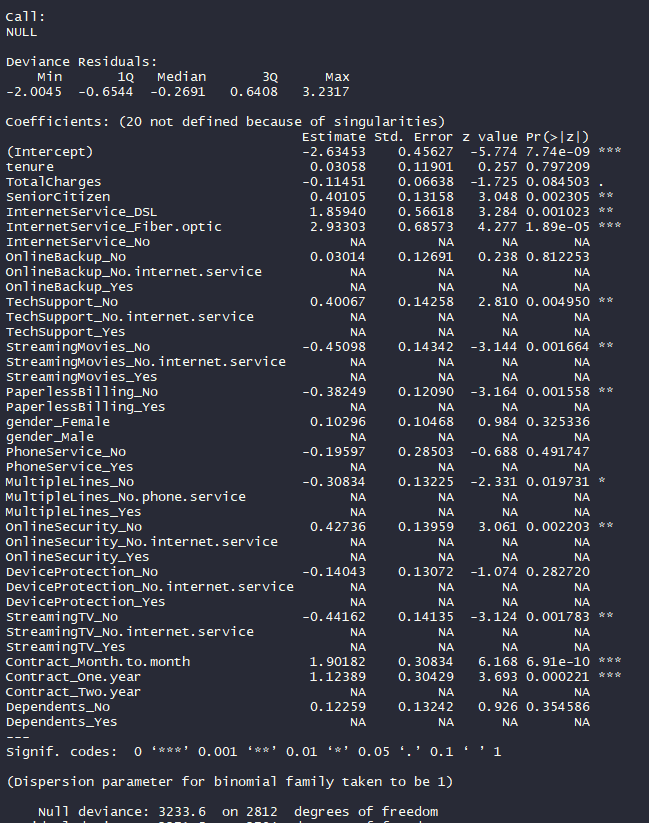 Call:
NULL
Deviance Residuals:
Min 1Q Median 3Q Max
-2.0045 -0.6544 -0.2691 0.6408 3.2317
Coefficients: (20 not defined because of singularities)
Estimate Std. Error z value Pr(>|z|)
(Intercept) -2.63453 0.45627 -5.774 7.74e-09 ***
tenure 0.03058 0.11901 0.257 0.797209
TotalCharges -0.11451 0.06638 -1.725 0.084503 .
SeniorCitizen 0.40105 0.13158 3.048 0.002305 **
InternetService_DSL 1.85940 0.56618 3.284 0.001023 **
InternetService_Fiber.optic 2.93303 0.68573 4.277 1.89e-05 ***
InternetService_No NA NA NA NA
OnlineBackup_No 0.03014 0.12691 0.238 0.812253
OnlineBackup_No.internet.service NA NA NA NA
OnlineBackup_Yes NA NA NA NA
TechSupport_No 0.40067 0.14258 2.810 0.004950 **
TechSupport_No.internet.service NA NA NA NA
TechSupport_Yes NA NA NA NA
StreamingMovies_No -0.45098 0.14342 -3.144 0.001664 **
StreamingMovies_No.internet.service NA NA NA NA
StreamingMovies_Yes NA NA NA NA
PaperlessBilling_No -0.38249 0.12090 -3.164 0.001558 **
PaperlessBilling_Yes NA NA NA NA
gender_Female 0.10296 0.10468 0.984 0.325336
gender_Male NA NA NA NA
PhoneService_No -0.19597 0.28503 -0.688 0.491747
PhoneService_Yes NA NA NA NA
MultipleLines_No -0.30834 0.13225 -2.331 0.019731 *
MultipleLines_No.phone.service NA NA NA NA
MultipleLines_Yes NA NA NA NA
OnlineSecurity_No 0.42736 0.13959 3.061 0.002203 **
OnlineSecurity_No.internet.service NA NA NA NA
OnlineSecurity_Yes NA NA NA NA
DeviceProtection_No -0.14043 0.13072 -1.074 0.282720
DeviceProtection_No.internet.service NA NA NA NA
DeviceProtection_Yes NA NA NA NA
StreamingTV_No -0.44162 0.14135 -3.124 0.001783 **
StreamingTV_No.internet.service NA NA NA NA
StreamingTV_Yes NA NA NA NA
Contract_Month.to.month 1.90182 0.30834 6.168 6.91e-10 ***
Contract_One.year 1.12389 0.30429 3.693 0.000221 ***
Contract_Two.year NA NA NA NA
Dependents_No 0.12259 0.13242 0.926 0.354586
Dependents_Yes NA NA NA NA
---
Signif. codes: 0 ‘***’ 0.001 ‘**’ 0.01 ‘*’ 0.05 ‘.’ 0.1 ‘ ’ 1
(Dispersion parameter for binomial family taken to be 1)
Null deviance: 3233.6 on 2812 degrees of freedom